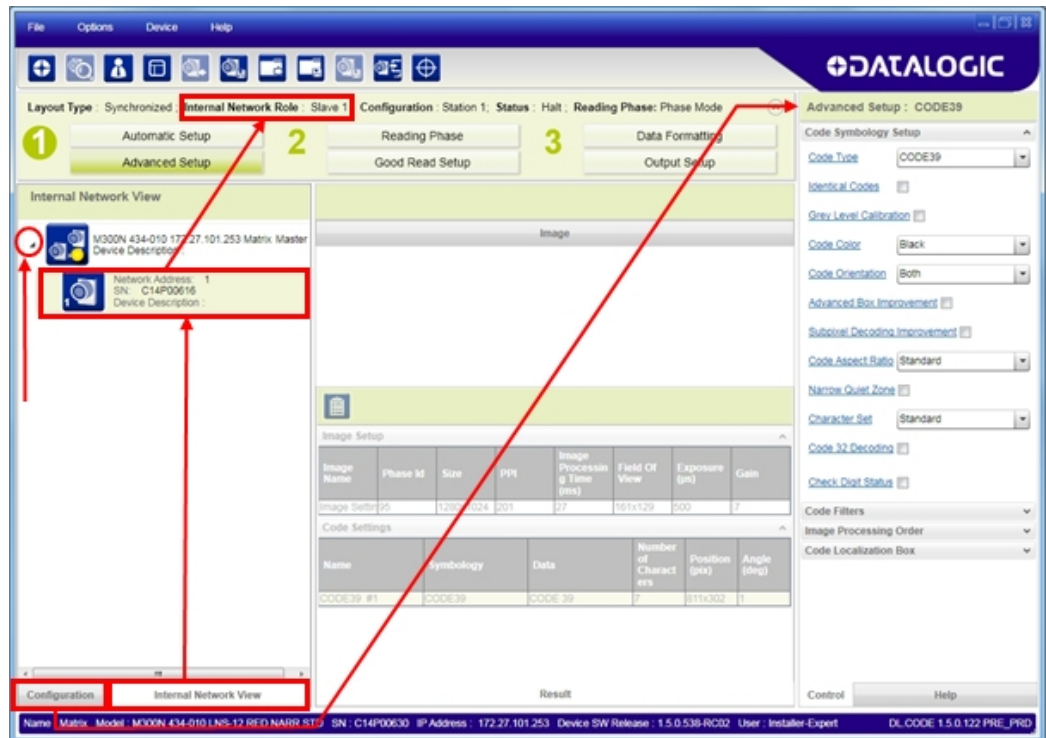 File Options Device Help
DATALOGIC
Layout Type : Synchronized ; Internal Network Role : Slave 1 Configuration : Station 1; Status : Halt ; Reading Phase: Phase Mode
1 Automatic Setup
Advanced Setup
2 Reading Phase
Good Read Setup
3 Data Formatting
Output Setup
Internal Network View
M300N 434-010 172.27.101.253 Matrix Master
Device Description :
Network Address: 1
SN: C14P00616
Device Description :
1
Configuration Internal Network View
Image
Image Setup
Image Name Phase Id Size PPI Image Processing Time (ms) Field Of View Exposure (µs) Gain
Image Settin 95 1280x1024 201 27 161x129 500 7
Code Settings
Name Symbology Data Number of Characters Position (pix) Angle (deg)
CODE39 #1 CODE39 CODE 39 7 811x302 1
Result
Advanced Setup : CODE39
Code Symbology Setup
Code Type CODE39
Identical Codes
Grey Level Calibration
Code Color Black
Code Orientation Both
Advanced Box Improvement
Subpixel Decoding Improvement
Code Aspect Ratio Standard
Narrow Quiet Zone
Character Set Standard
Code 32 Decoding
Check Digit Status
Code Filters
Image Processing Order
Code Localization Box
Control Help
Name : Matrix Model : M300N 434-010 LNS-12 RED NARR STD SN : C14P00630 IP Address : 172.27.101.253 Device SW Release : 1.5.0.538-RC02 User : Installer-Expert DL.CODE 1.5.0.122 PRE_PRD